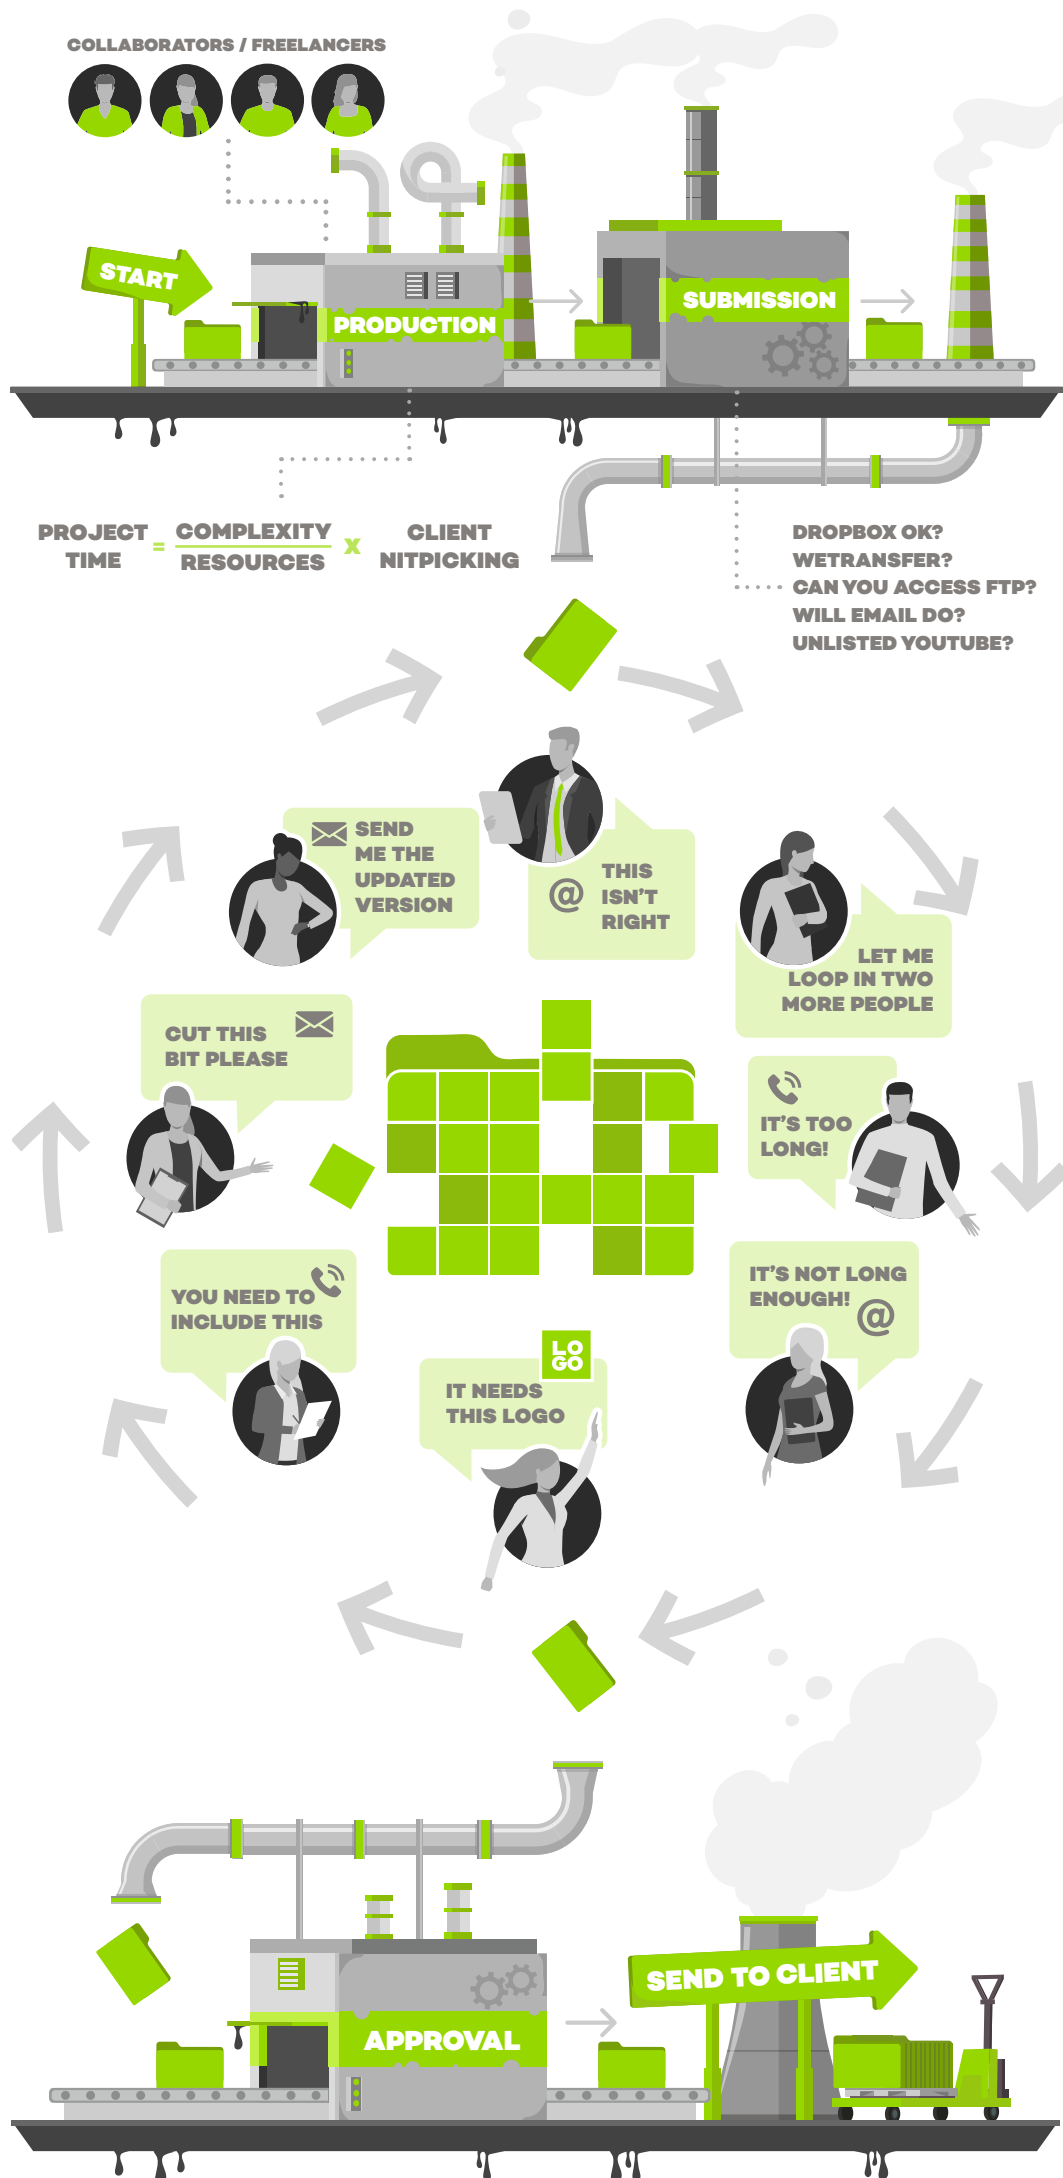 COLLABORATORS / FREELANCERS
START
PRODUCTION
SUBMISSION
PROJECT
TIME
=
COMPLEXITY
RESOURCES
X
CLIENT
NITPICKING
DROPBOX OK?
WETRANSFER?
CAN YOU ACCESS FTP?
WILL EMAIL DO?
UNLISTED YOUTUBE?
SEND
ME THE
UPDATED
VERSION
@
THIS
ISN'T
RIGHT
LET ME
LOOP IN TWO
MORE PEOPLE
CUT THIS
BIT PLEASE
IT'S TOO
LONG!
YOU NEED TO
INCLUDE THIS
IT'S NOT LONG
ENOUGH!
@
LO
GO
IT NEEDS
THIS LOGO
APPROVAL
SEND TO CLIENT